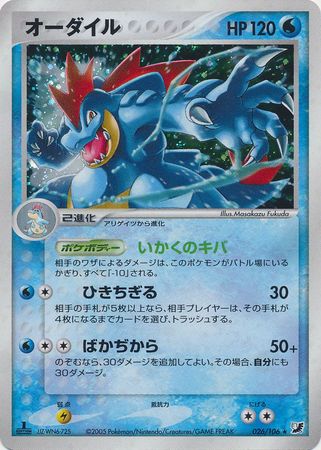 オーダイル HP120
Illus.Masakazu Fukuda
2進化 アリゲイツから進化
ポケボディー いかくのキバ
相手のワザによるダメージは、このポケモンがバトル場にいる
かぎり、すべて「-10」される。
ひきちぎる 30
相手の手札が5枚以上なら、相手プレイヤーは、その手札が
4枚になるまでカードを選び、トラッシュする。
ばかぢから 50+
のぞむなら、30ダメージを追加してよい。その場合、自分にも
30ダメージ。
弱点 抵抗力 にげる
1
©2005 Pokémon/Nintendo/Creatures/GAME FREAK
026/106 ★